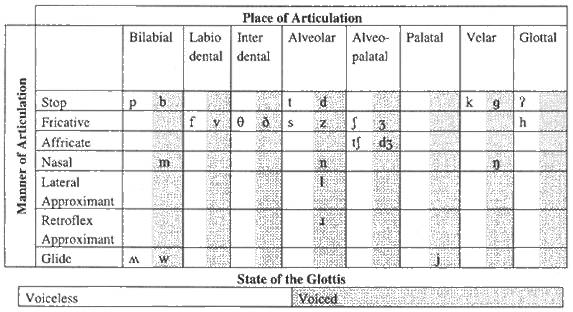 Place of Articulation
Manner of Articulation
Bilabial Labio dental Inter dental Alveolar Alveo- palatal Palatal Velar Glottal
Stop p b t d k g ʔ
Fricative f v θ ð s z ʃ ʒ h
Affricate tʃ dʒ
Nasal m n ŋ
Lateral Approximant l
Retroflex Approximant ɹ
Glide ʍ w j
State of the Glottis
Voiceless Voiced